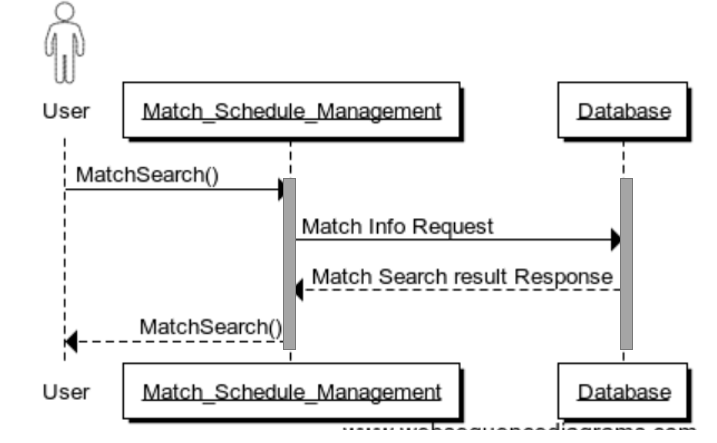 User
Match_Schedule_Management
Database
MatchSearch()
Match Info Request
Match Search result Response
MatchSearch()
User
Match_Schedule_Management
Database